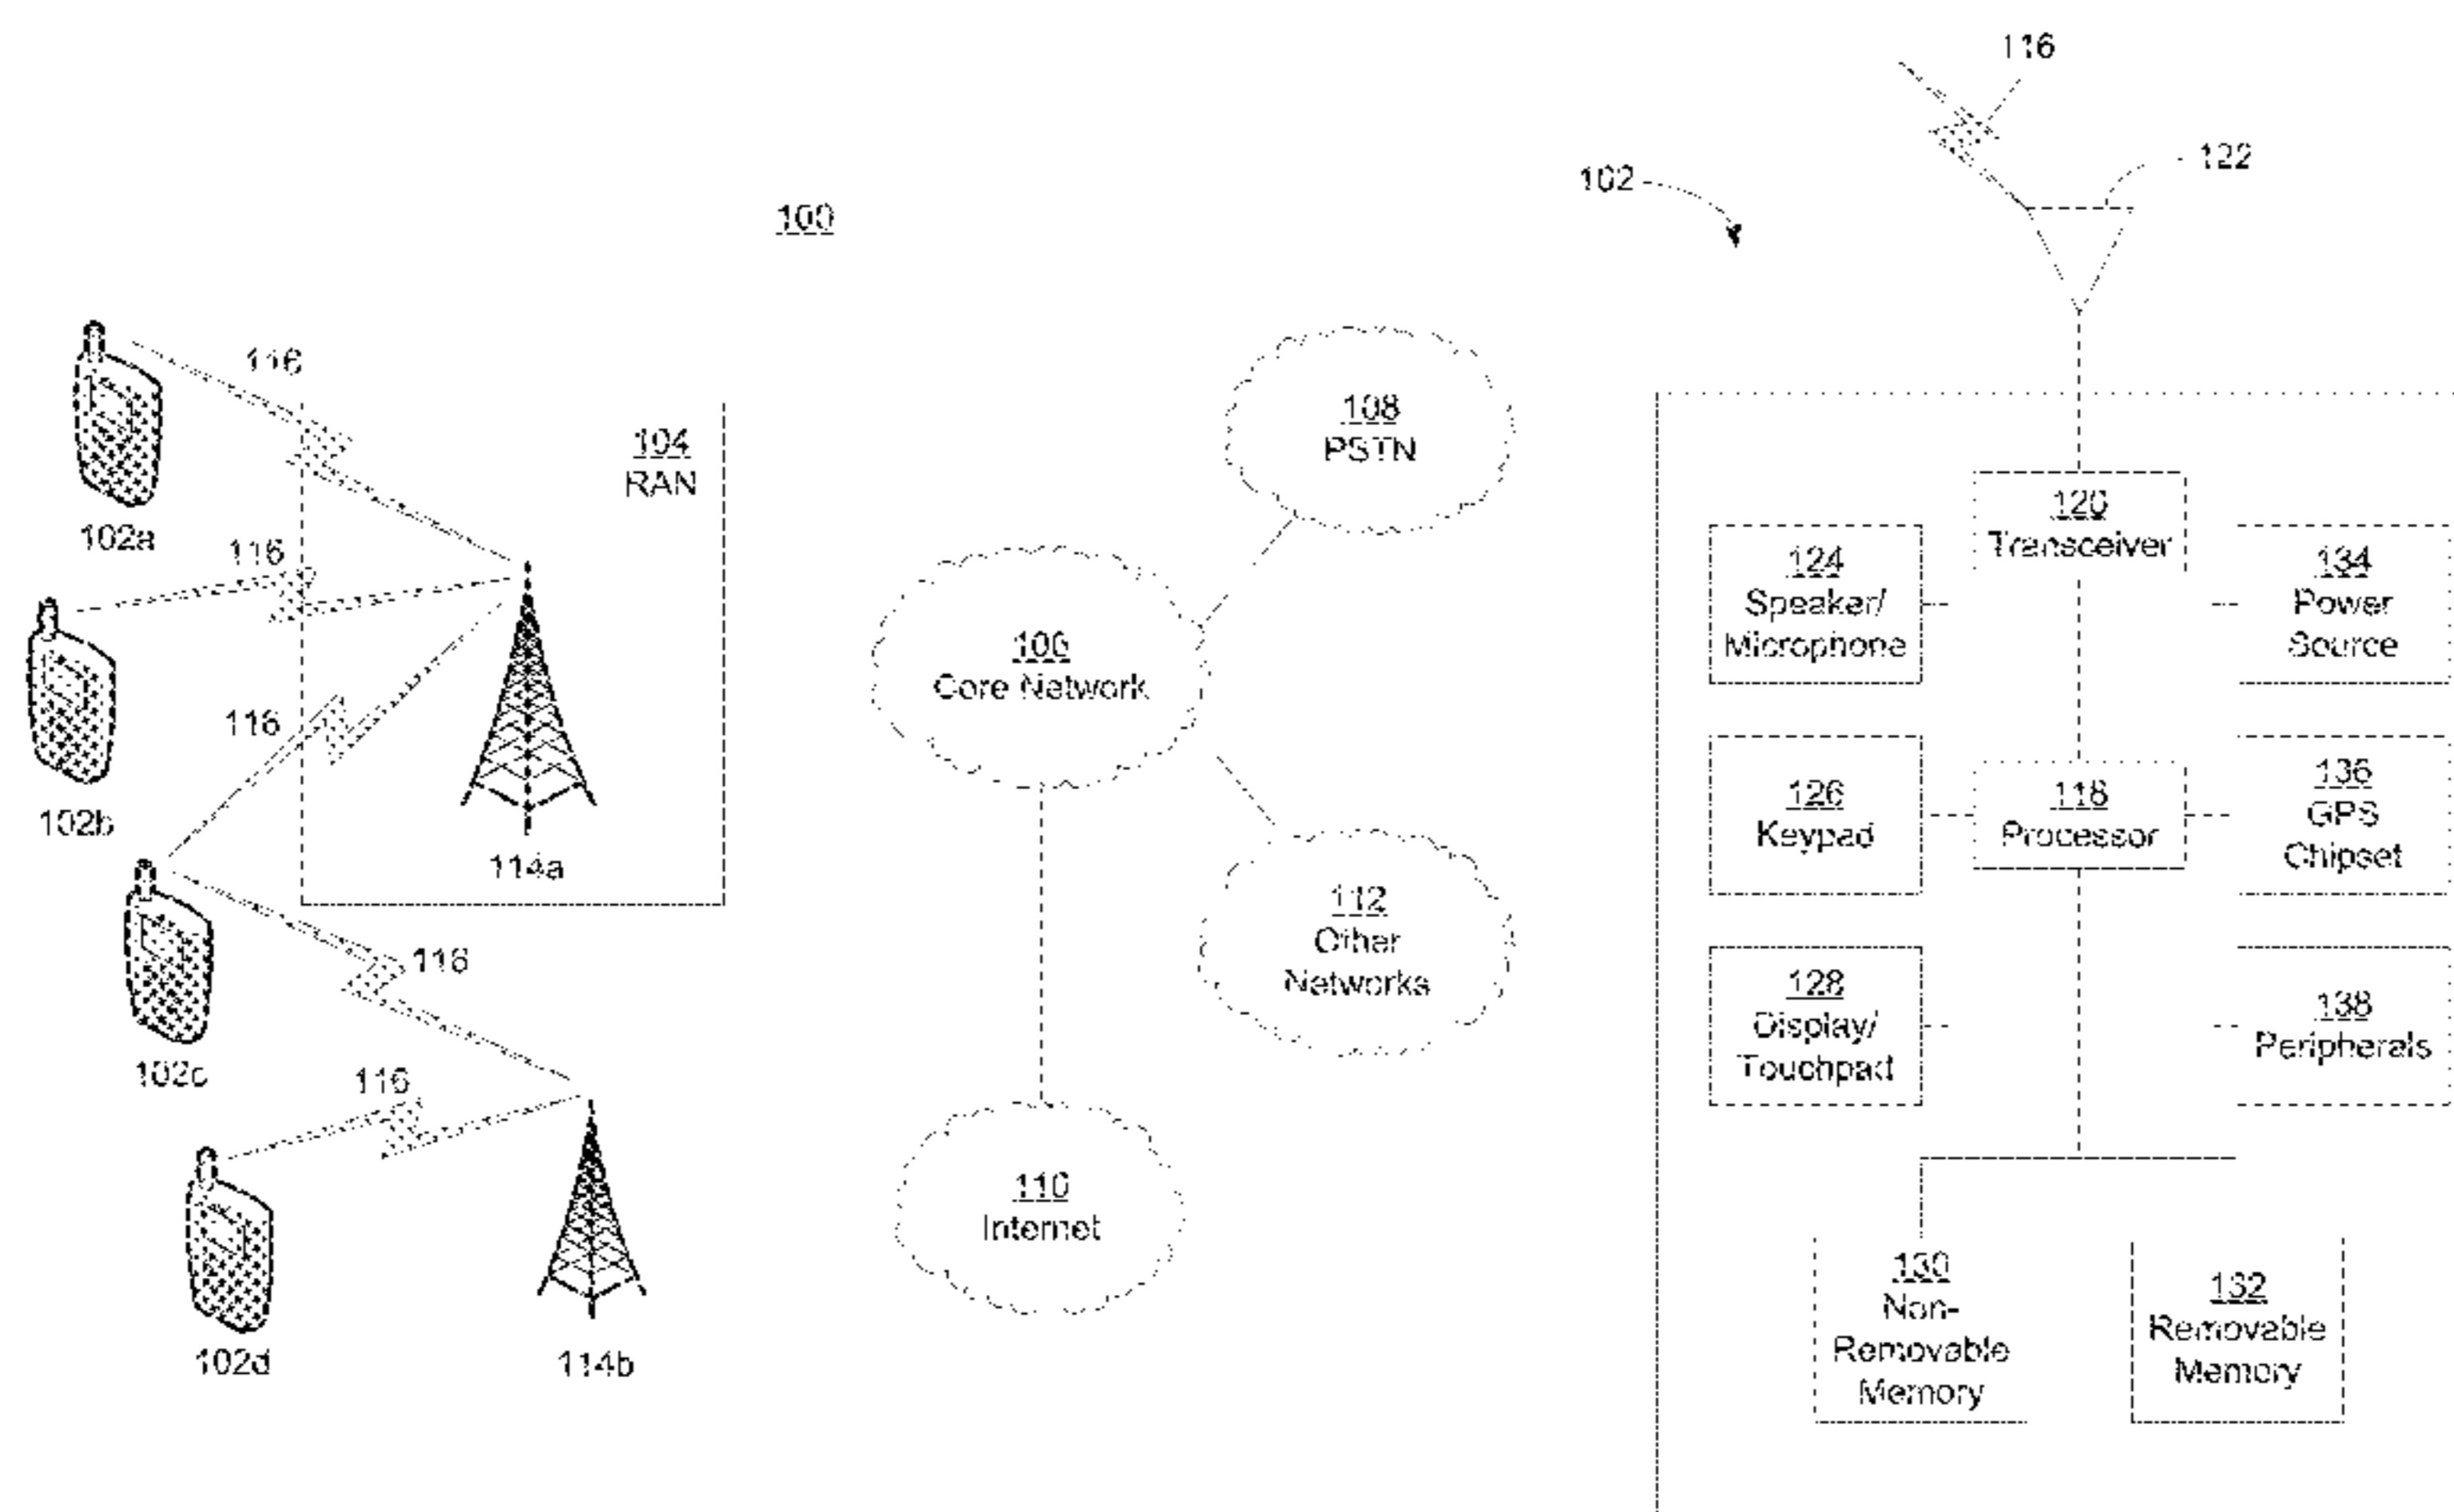 100
116
102a
116
102b
116
102c
116
116
102d
104
RAN
114a
114b
108
PSTN
106
Core Network
112
Other
Networks
110
Internet
116
122
102
120
Transceiver
124
Speaker/
Microphone
134
Power
Source
126
Keypad
118
Processor
136
GPS
Chipset
128
Display/
Touchpad
138
Peripherals
130
Non-
Removable
Memory
132
Removable
Memory